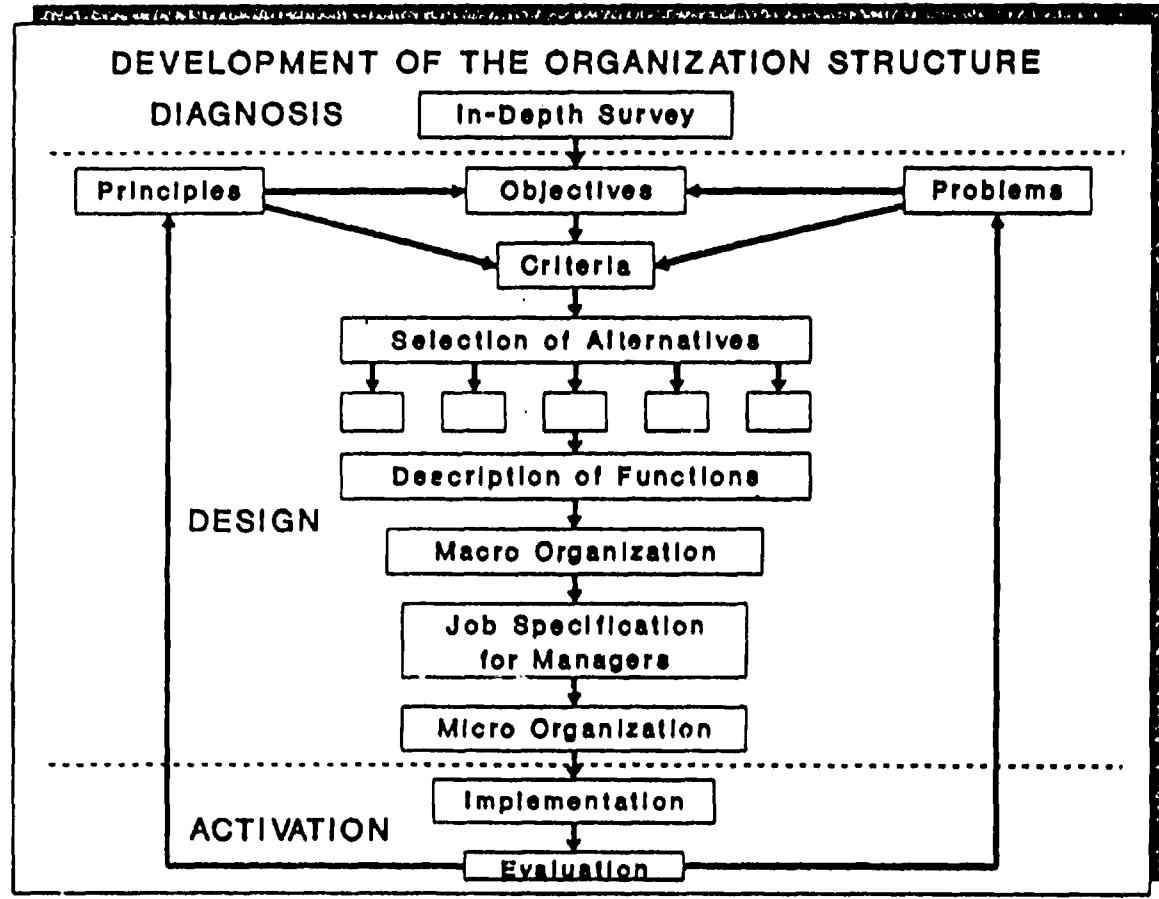 DEVELOPMENT OF THE ORGANIZATION STRUCTURE
DIAGNOSIS
In-Depth Survey
Principles
Objectives
Problems
Criteria
Selection of Alternatives
Description of Functions
DESIGN
Macro Organization
Job Specification
for Managers
Micro Organization
Implementation
ACTIVATION
Evaluation